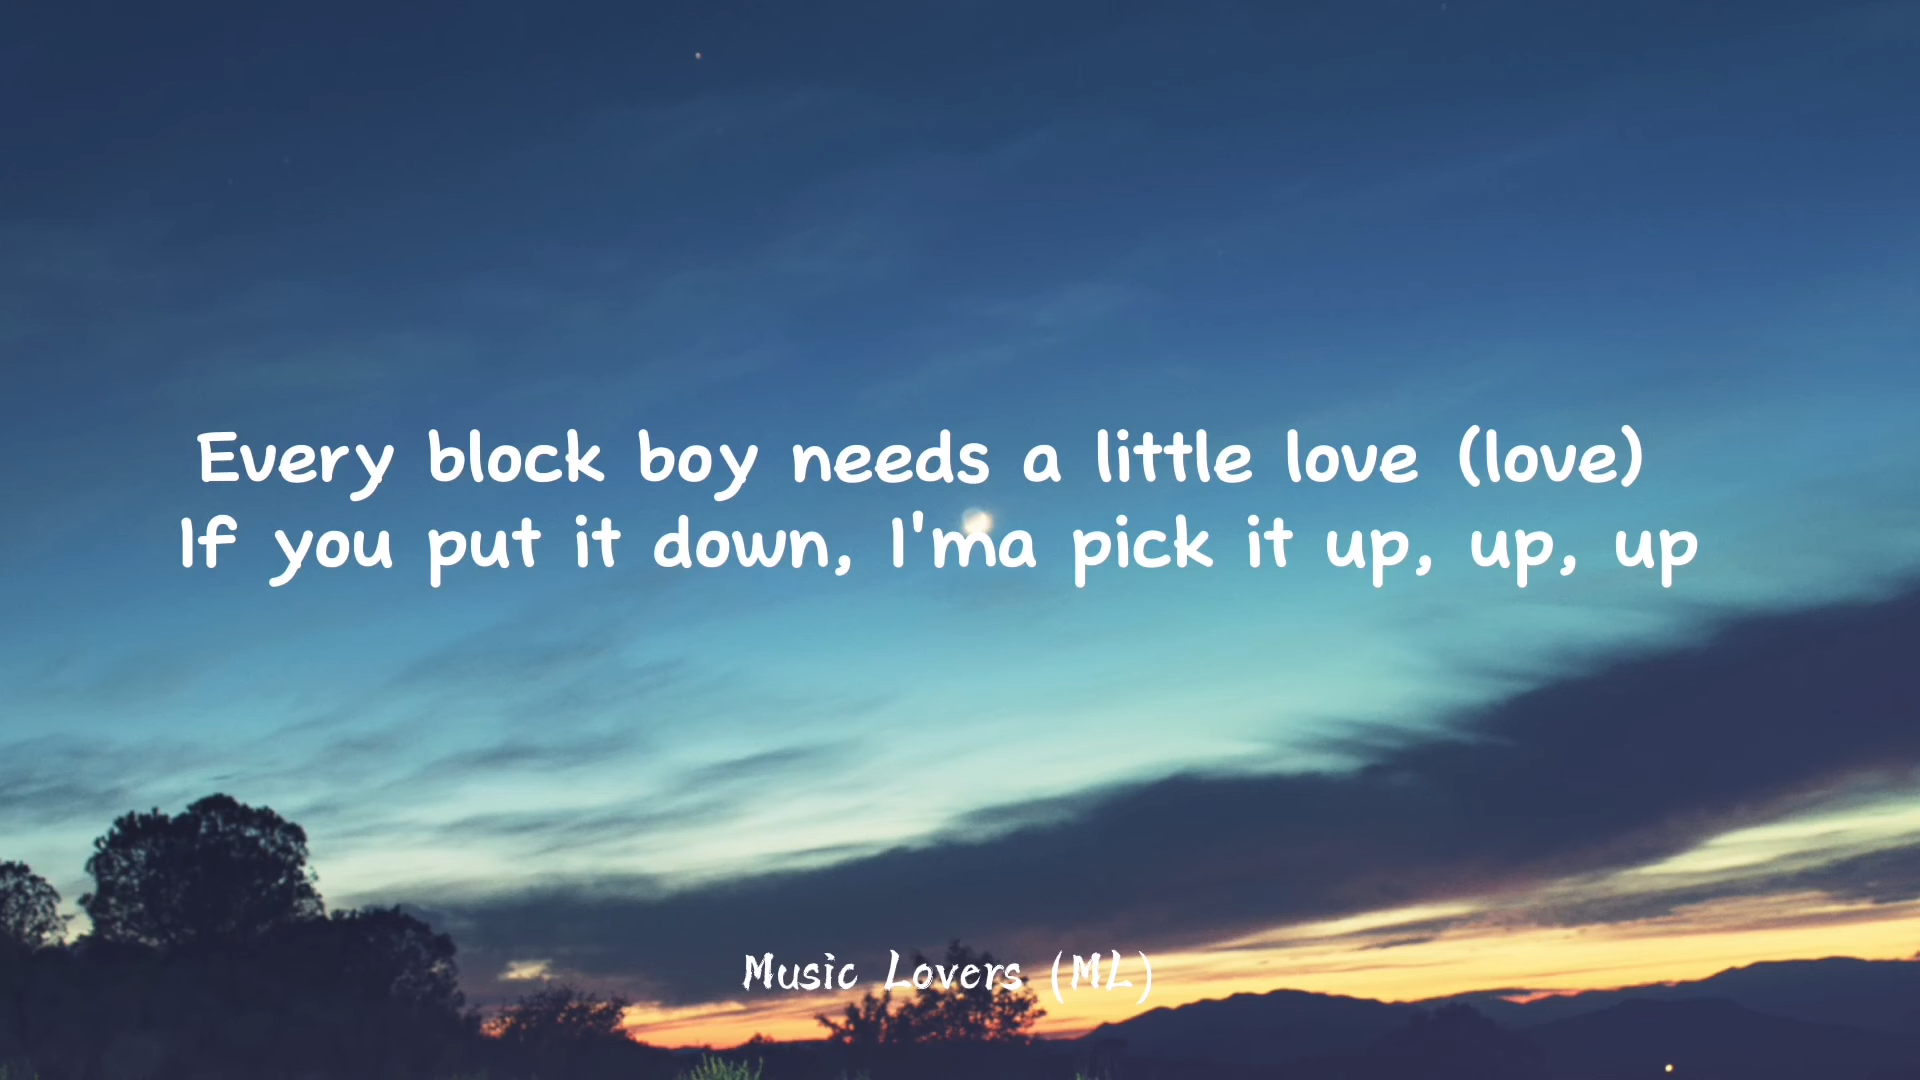 Every block boy needs a little love (love)
If you put it down, I'ma pick it up, up, up
Music Lovers (ML)